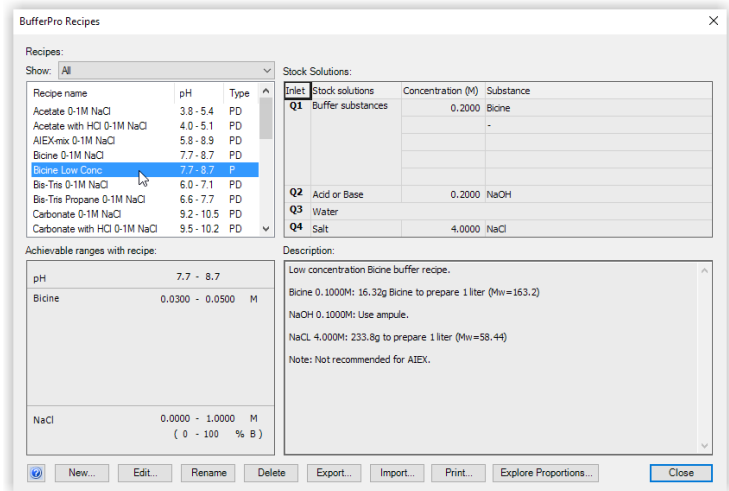 BufferPro Recipes
Recipes:
Show: All
Recipe name pH Type
Acetate 0-1M NaCl 3.8 - 5.4 PD
Acetate with HCl 0-1M NaCl 4.0 - 5.1 PD
AIEX-mix 0-1M NaCl 5.8 - 8.9 PD
Bicine 0-1M NaCl 7.7 - 8.7 PD
Bicine Low Conc 7.7 - 8.7 P
Bis-Tris 0-1M NaCl 6.0 - 7.1 PD
Bis-Tris Propane 0-1M NaCl 6.6 - 7.7 PD
Carbonate 0-1M NaCl 9.2 - 10.5 PD
Carbonate with HCl 0-1M NaCl 9.5 - 10.2 PD
Stock Solutions:
Inlet Stock solutions Concentration (M) Substance
Q1 Buffer substances 0.2000 Bicine
-
Q2 Acid or Base 0.2000 NaOH
Q3 Water
Q4 Salt 4.0000 NaCl
Achievable ranges with recipe:
pH 7.7 - 8.7
Bicine 0.0300 - 0.0500 M
NaCl 0.0000 - 1.0000 M
( 0 - 100 % B )
Description:
Low concentration Bicine buffer recipe.
Bicine 0.1000M: 16.32g Bicine to prepare 1 liter (Mw=163.2)
NaOH 0.1000M: Use ampule.
NaCL 4.000M: 233.8g to prepare 1 liter (Mw=58.44)
Note: Not recommended for AIEX.
? New... Edit... Rename Delete Export... Import... Print... Explore Proportions... Close